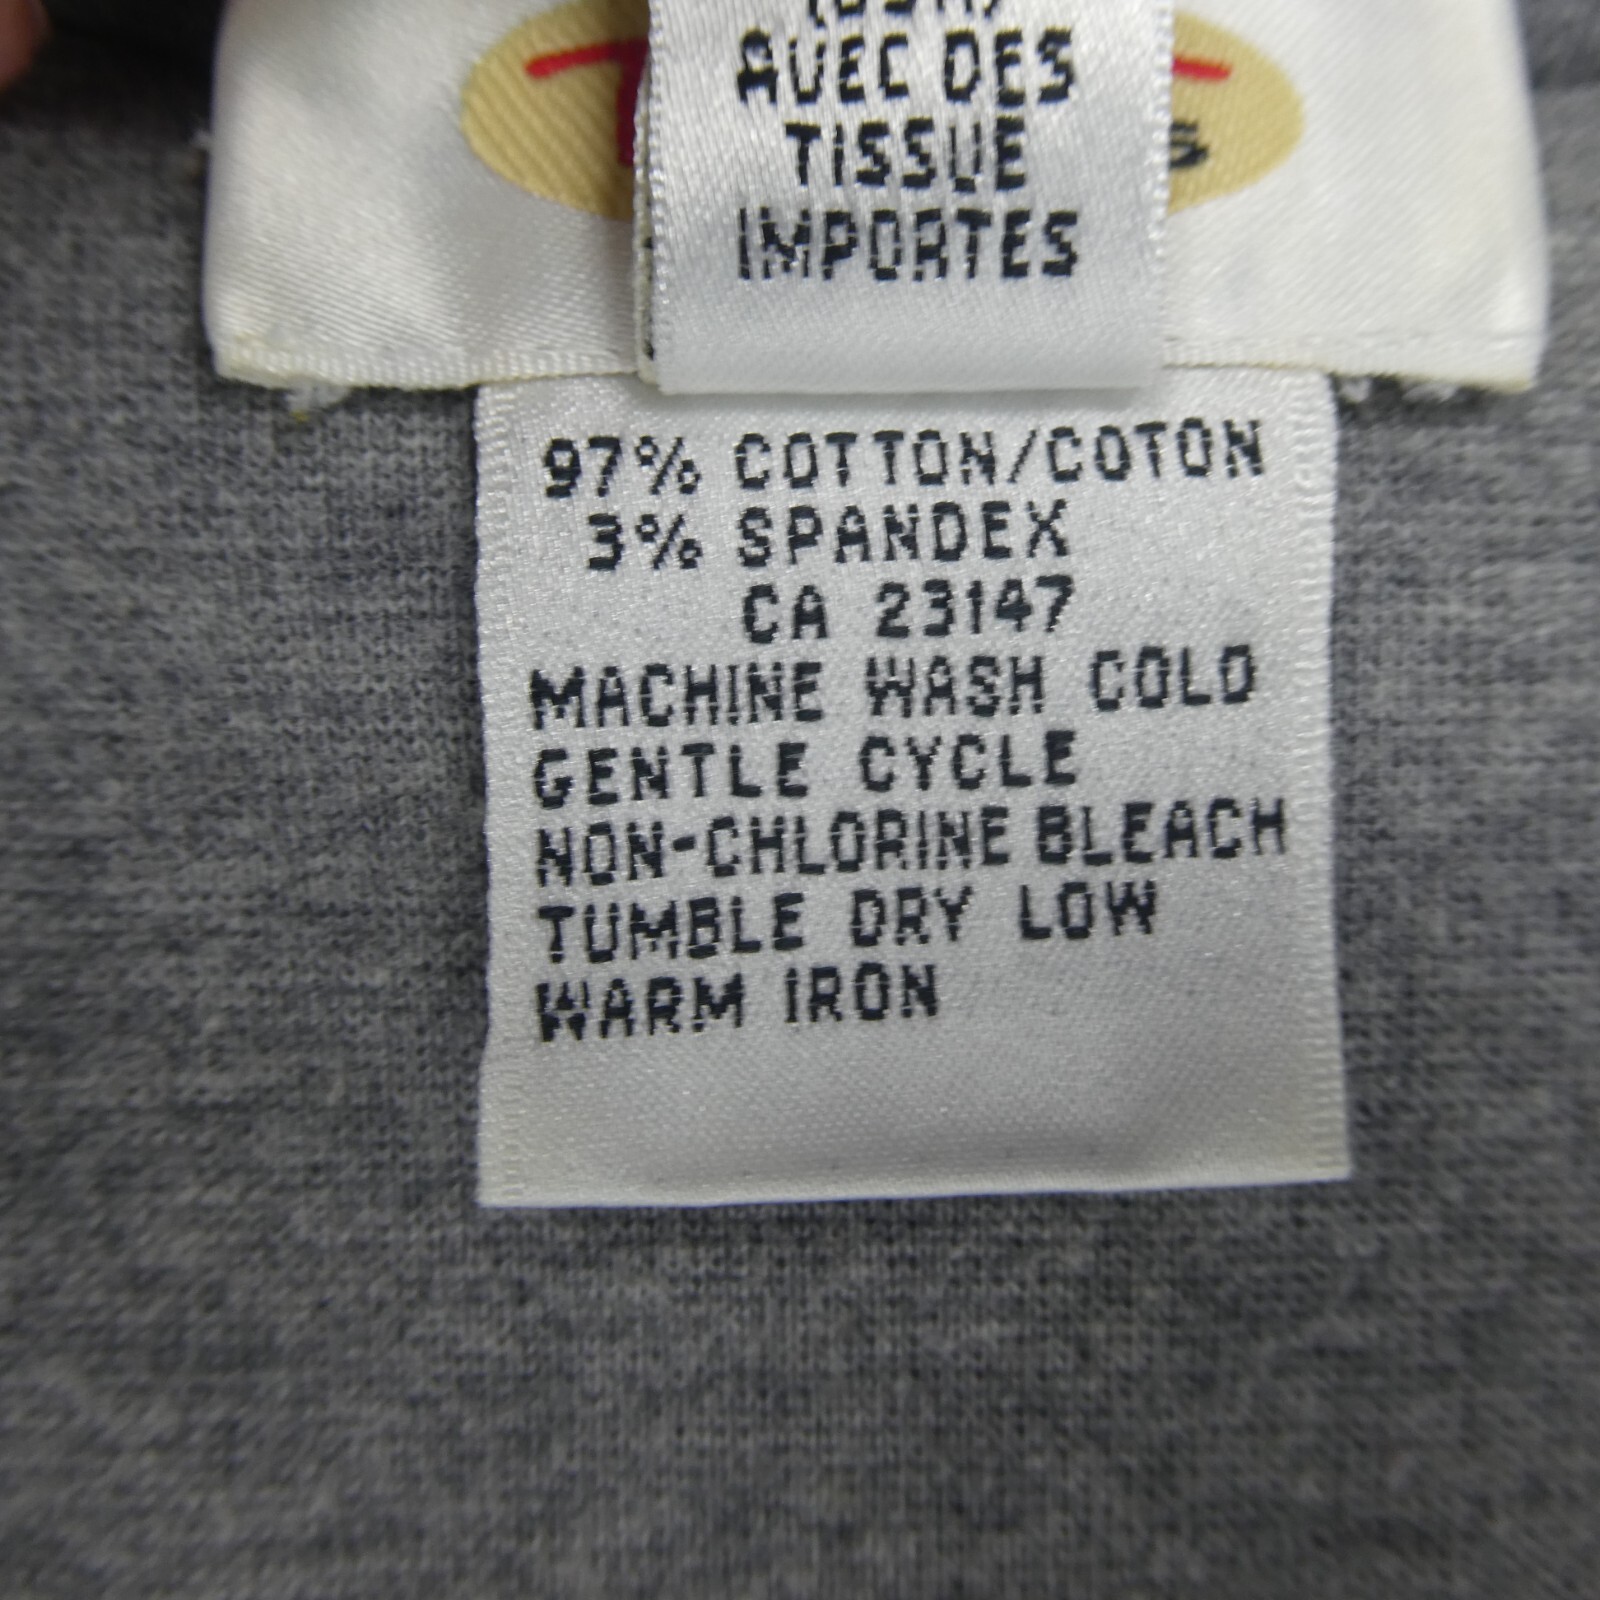 AVEC DES
TISSUE
IMPORTES
97% COTTON/COTON
3% SPANDEX
CA 23147
MACHINE WASH COLD
GENTLE CYCLE
NON-CHLORINE BLEACH
TUMBLE DRY LOW
WARM IRON